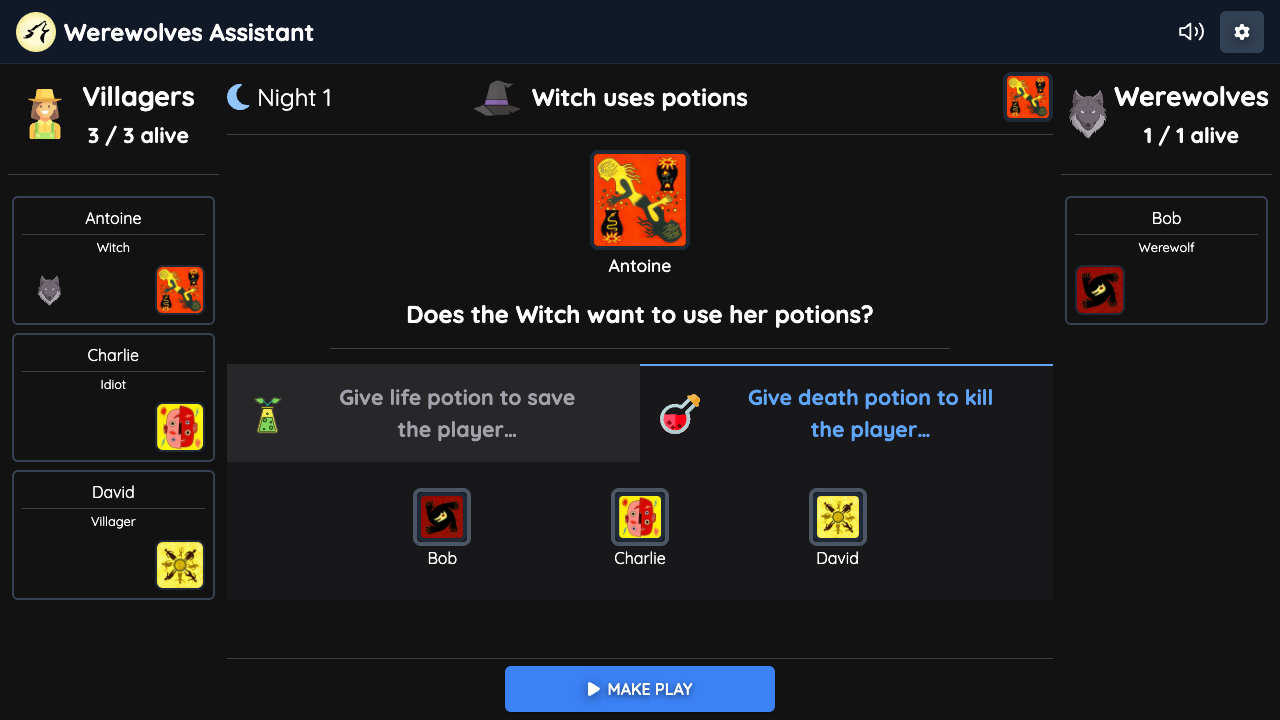 Werewolves Assistant
Villagers
3 / 3 alive
Antoine
Witch
Charlie
Idiot
David
Villager
Night 1
Witch uses potions
Antoine
Does the Witch want to use her potions?
Give life potion to save
the player…
Give death potion to kill
the player…
Bob
Charlie
David
MAKE PLAY
Werewolves
1 / 1 alive
Bob
Werewolf